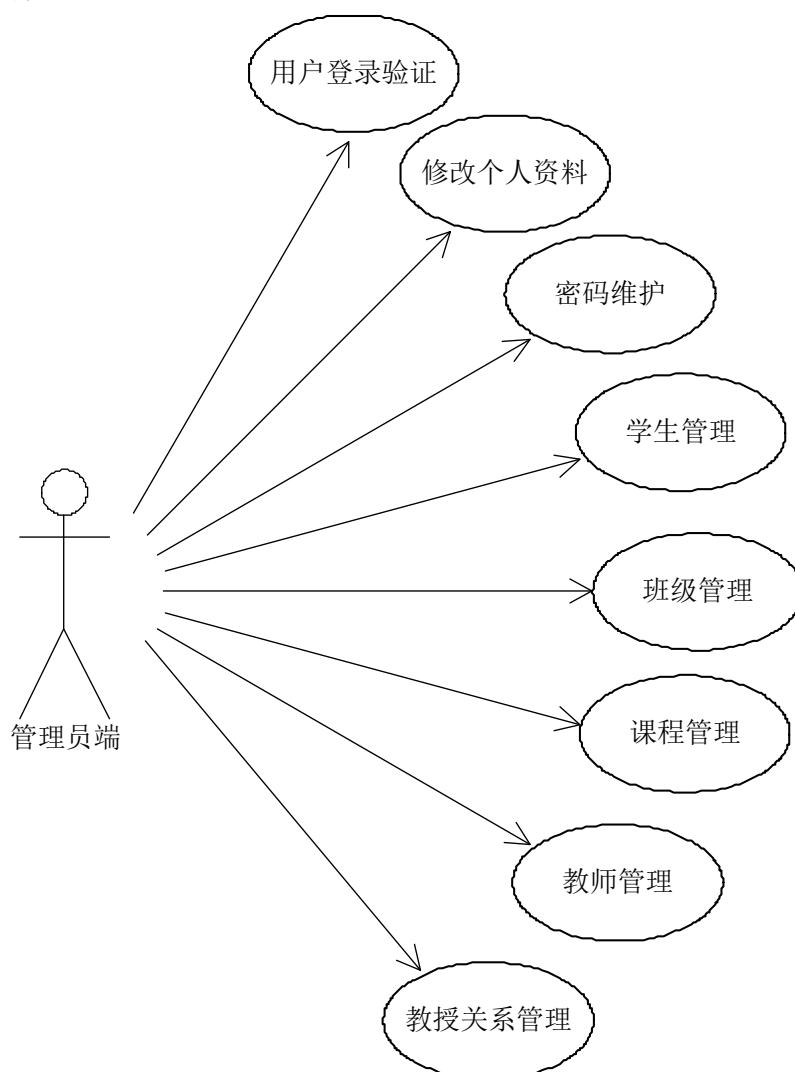 用户登录验证
修改个人资料
密码维护
学生管理
班级管理
管理员端
课程管理
教师管理
教授关系管理